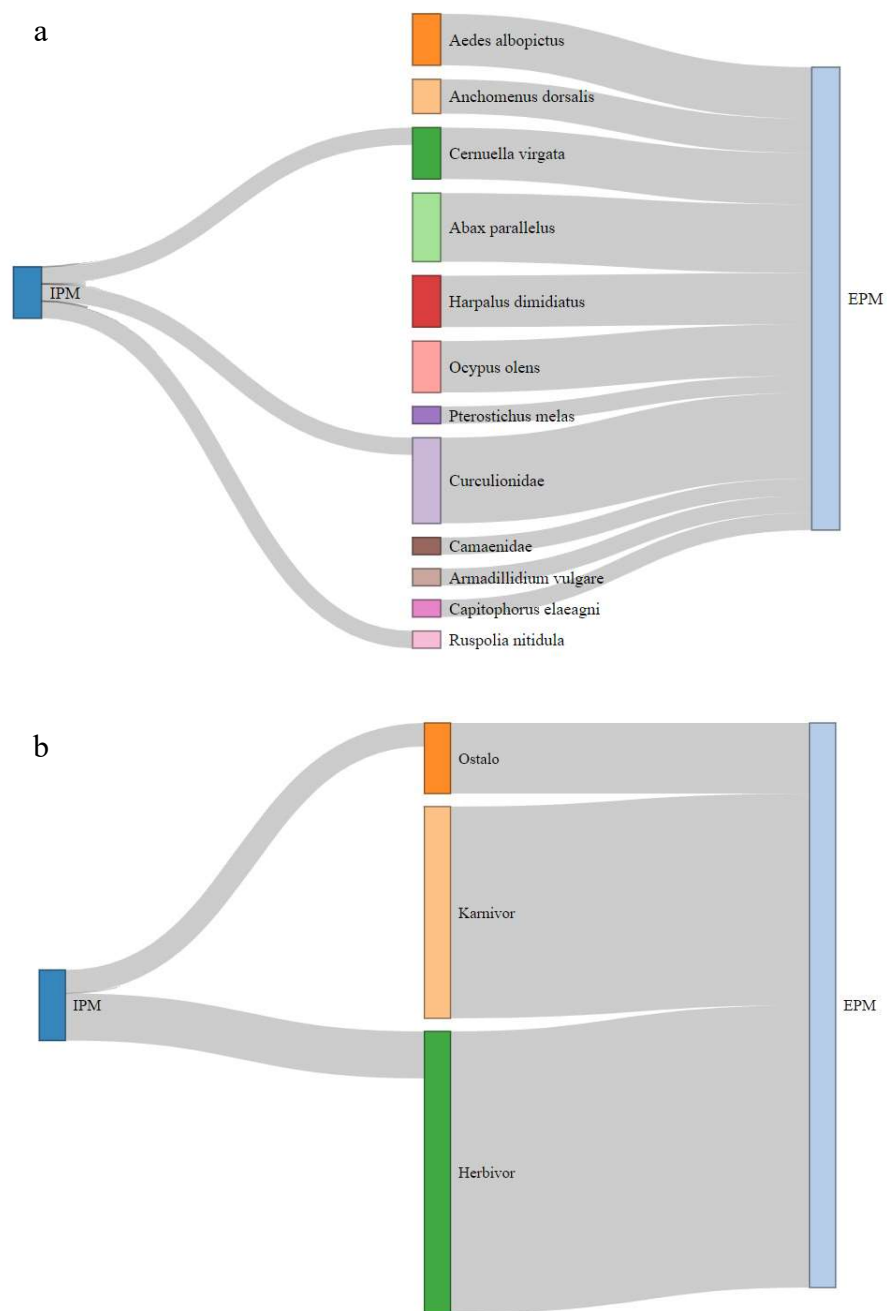 a
Aedes albopictus
Anchomenus dorsalis
Cernuella virgata
Abax parallelus
IPM
Harpalus dimidiatus
EPM
Ocypus olens
Pterostichus melas
Curculionidae
Camaenidae
Armadillidium vulgare
Capitophorus elaeagni
Ruspolia nitidula
b
Ostalo
Karnivor
IPM
EPM
Herbivor